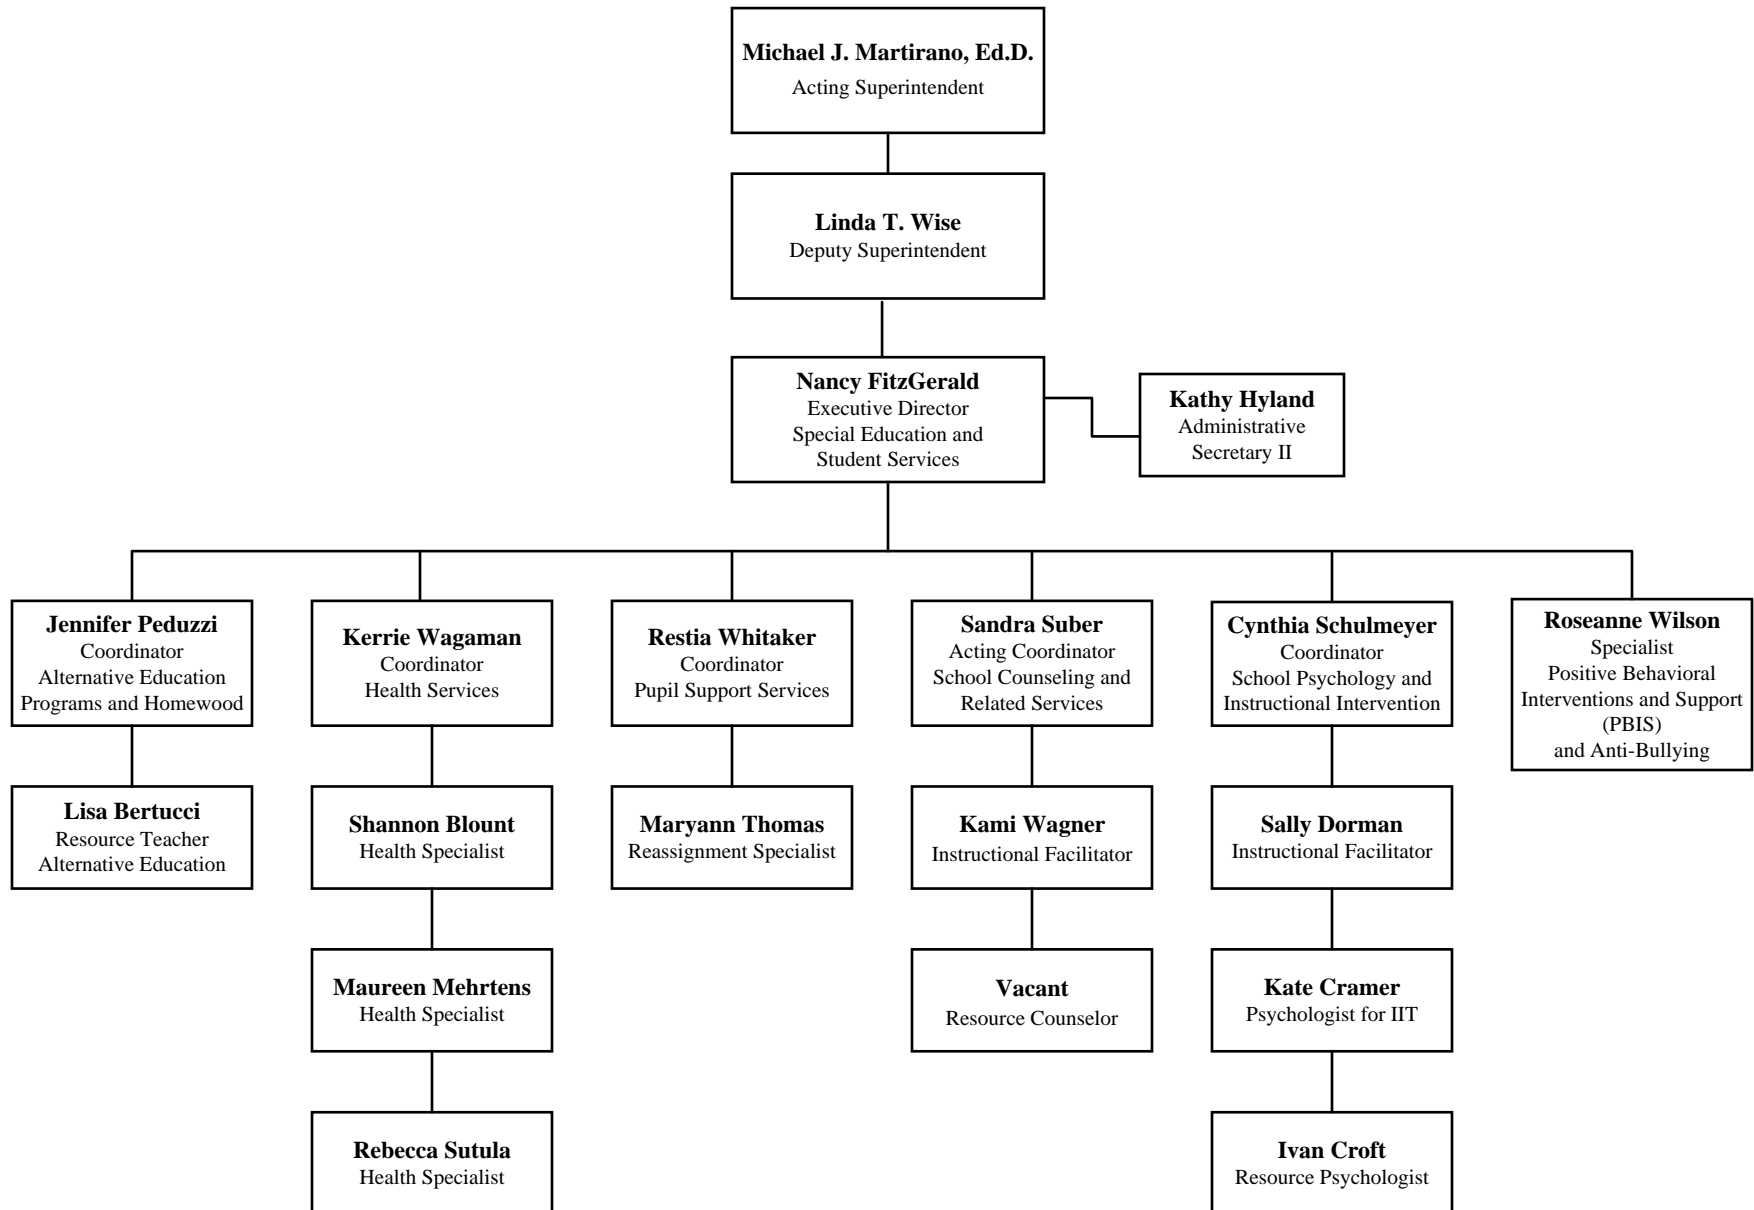 Michael J. Martirano, Ed.D.
Acting Superintendent
Linda T. Wise
Deputy Superintendent
Nancy FitzGerald
Executive Director
Special Education and
Student Services
Kathy Hyland
Administrative
Secretary II
Jennifer Peduzzi
Coordinator
Alternative Education
Programs and Homewood
Kerrie Wagaman
Coordinator
Health Services
Restia Whitaker
Coordinator
Pupil Support Services
Sandra Suber
Acting Coordinator
School Counseling and
Related Services
Cynthia Schulmeyer
Coordinator
School Psychology and
Instructional Intervention
Roseanne Wilson
Specialist
Positive Behavioral
Interventions and Support
(PBIS)
and Anti-Bullying
Lisa Bertucci
Resource Teacher
Alternative Education
Shannon Blount
Health Specialist
Maryann Thomas
Reassignment Specialist
Kami Wagner
Instructional Facilitator
Sally Dorman
Instructional Facilitator
Maureen Mehrtens
Health Specialist
Vacant
Resource Counselor
Kate Cramer
Psychologist for IIT
Rebecca Sutula
Health Specialist
Ivan Croft
Resource Psychologist